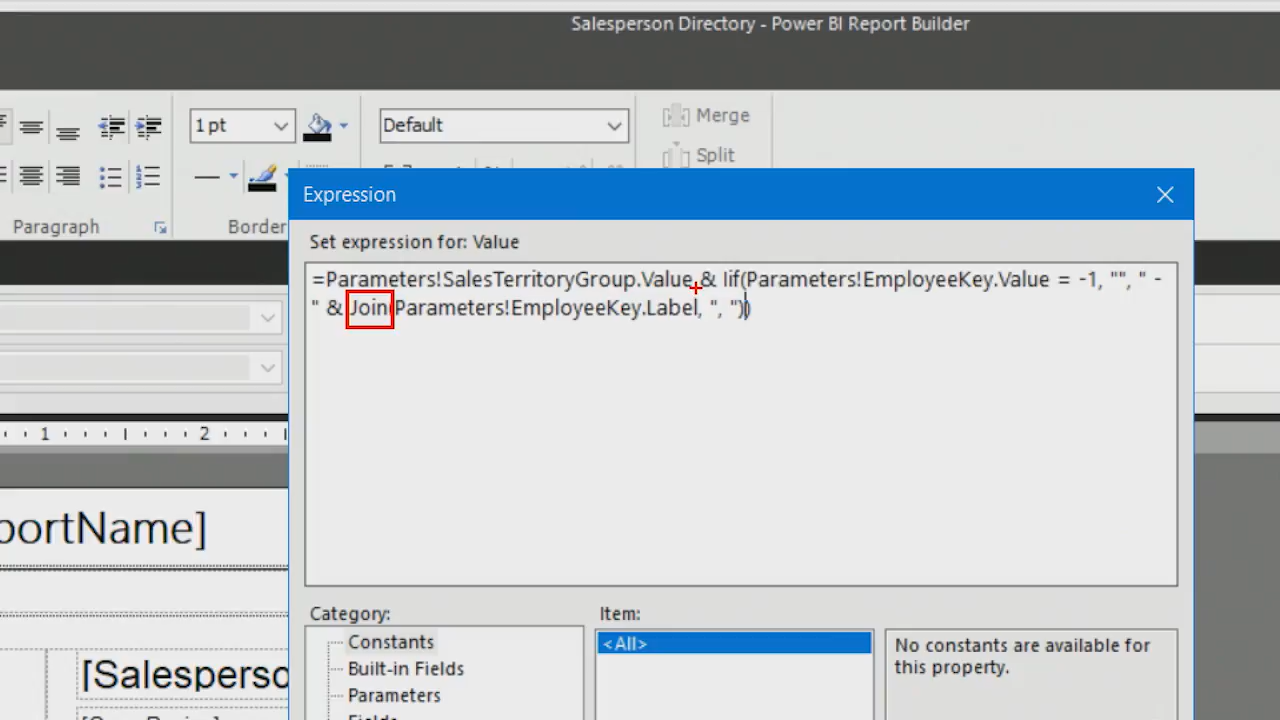 Salesperson Directory - Power BI Report Builder
1 pt
Default
Merge
Split
Paragraph
Border
Expression
Set expression for: Value
=Parameters!SalesTerritoryGroup.Value & Iif(Parameters!EmployeeKey.Value = -1, "", " -
" & Join(Parameters!EmployeeKey.Label, ", "))
1
2
portName]
Category:
Item:
Constants
<All>
No constants are available for
this property.
Built-in Fields
[Salesperso
Parameters
Fields